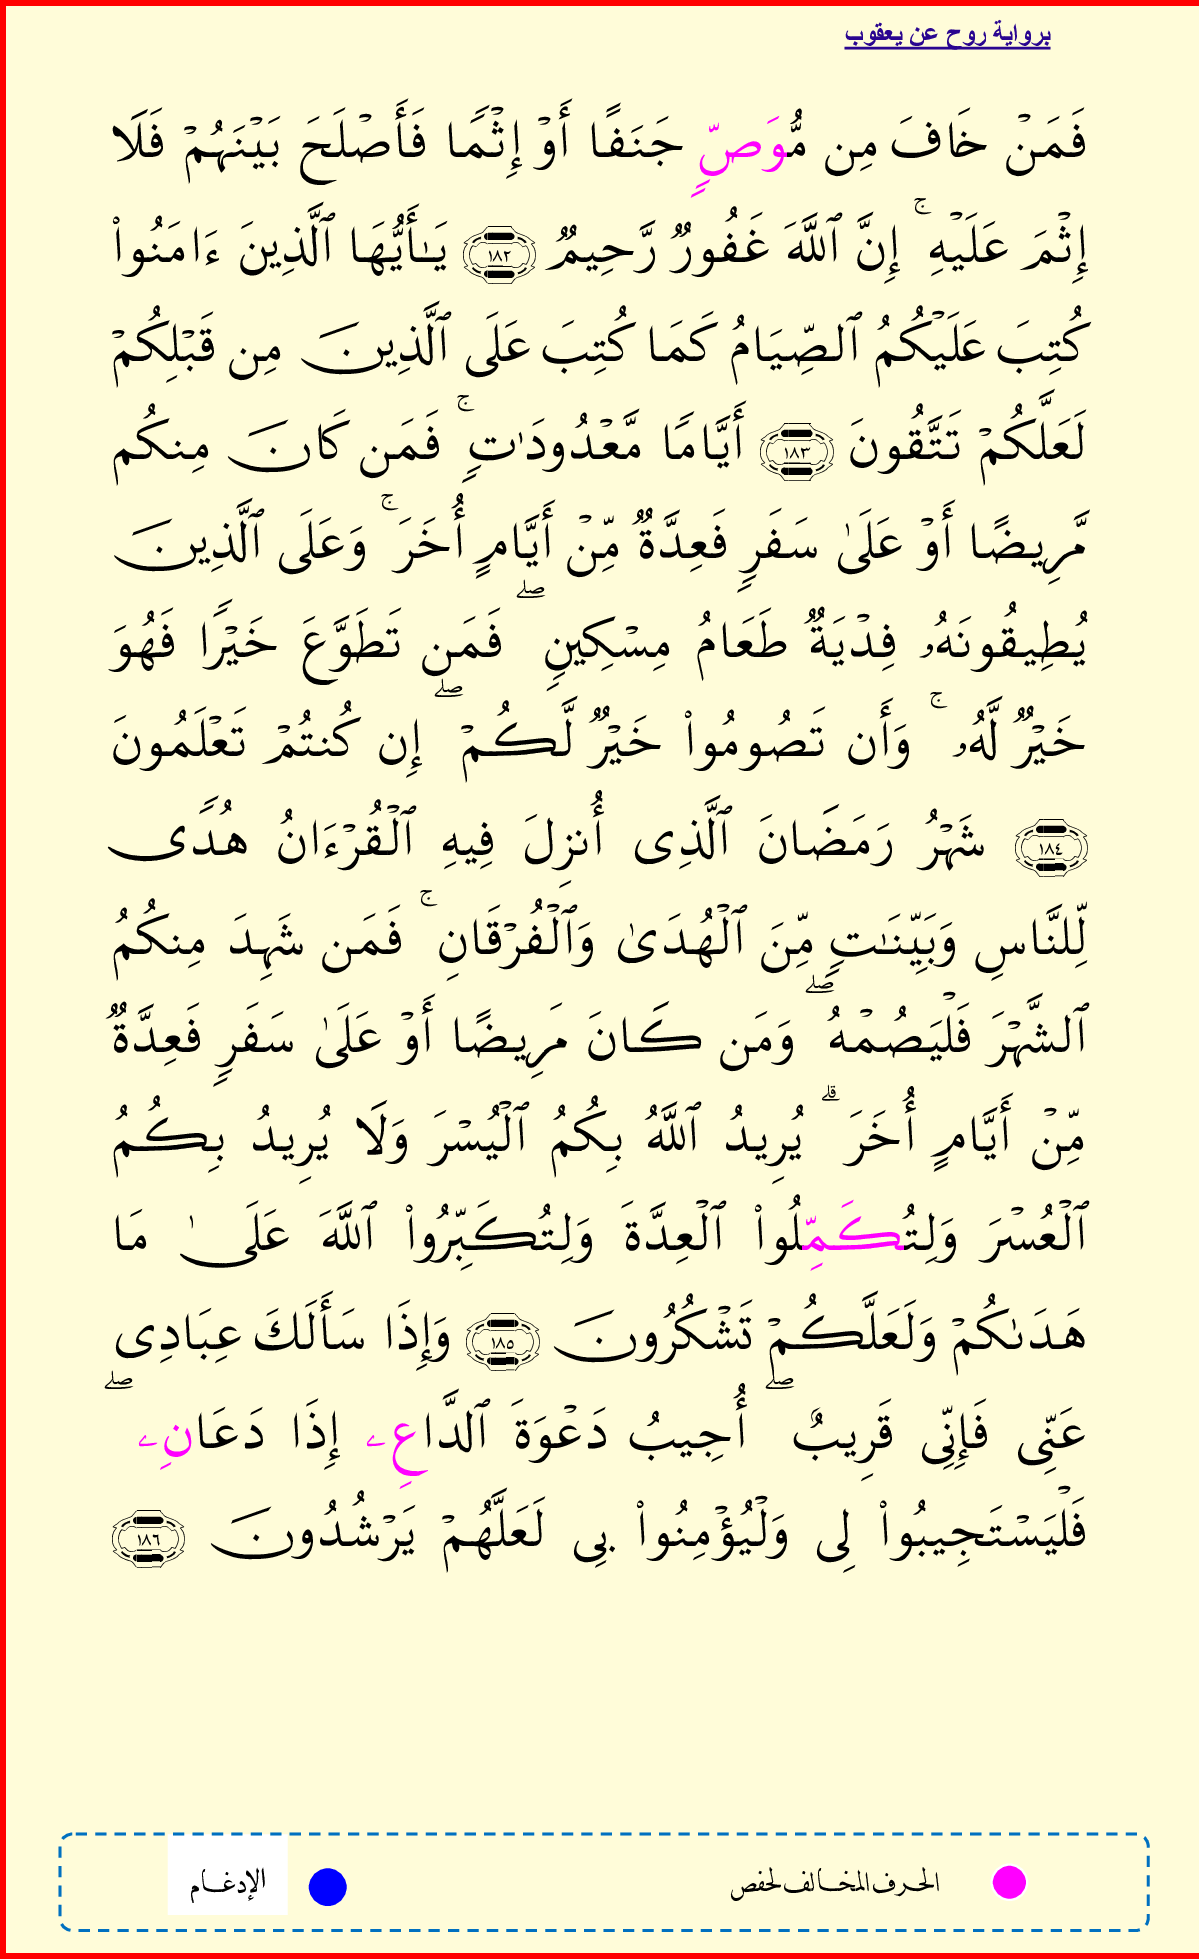 برواية روح عن يعقوب
فَمَنۡ خَافَ مِن مُّوَصّٖ جَنَفًا أَوۡ إِثۡمٗا فَأَصۡلَحَ بَيۡنَهُمۡ فَلَا
إِثۡمَ عَلَيۡهِۚ إِنَّ ٱللَّهَ غَفُورٞ رَّحِيمٞ ١٨٢ يَـٰٓأَيُّهَا ٱلَّذِينَ ءَامَنُواْ
كُتِبَ عَلَيۡكُمُ ٱلصِّيَامُ كَمَا كُتِبَ عَلَى ٱلَّذِينَ مِن قَبۡلِكُمۡ
لَعَلَّكُمۡ تَتَّقُونَ ١٨٣ أَيَّامٗا مَّعۡدُودَٰتٖۚ فَمَن كَانَ مِنكُم
مَّرِيضًا أَوۡ عَلَىٰ سَفَرٖ فَعِدَّةٞ مِّنۡ أَيَّامٍ أُخَرَۚ وَعَلَى ٱلَّذِينَ
يُطِيقُونَهُۥ فِدۡيَةٞ طَعَامُ مِسۡكِينٖۖ فَمَن تَطَوَّعَ خَيۡرٗا فَهُوَ
خَيۡرٞ لَّهُۥۚ وَأَن تَصُومُواْ خَيۡرٞ لَّكُمۡۖ إِن كُنتُمۡ تَعۡلَمُونَ
١٨٤ شَهۡرُ رَمَضَانَ ٱلَّذِى أُنزِلَ فِيهِ ٱلۡقُرۡءَانُ هُدٗى
لِّلنَّاسِ وَبَيِّنَٰتٖ مِّنَ ٱلۡهُدَىٰ وَٱلۡفُرۡقَانِۚ فَمَن شَهِدَ مِنكُمُ
ٱلشَّهۡرَ فَلۡيَصُمۡهُۖ وَمَن كَانَ مَرِيضًا أَوۡ عَلَىٰ سَفَرٖ فَعِدَّةٞ
مِّنۡ أَيَّامٍ أُخَرَۗ يُرِيدُ ٱللَّهُ بِكُمُ ٱلۡيُسۡرَ وَلَا يُرِيدُ بِكُمُ
ٱلۡعُسۡرَ وَلِتُكَمِّلُواْ ٱلۡعِدَّةَ وَلِتُكَبِّرُواْ ٱللَّهَ عَلَىٰ مَا
هَدَىٰكُمۡ وَلَعَلَّكُمۡ تَشۡكُرُونَ ١٨٥ وَإِذَا سَأَلَكَ عِبَادِى
عَنِّى فَإِنِّى قَرِيبٌۖ أُجِيبُ دَعۡوَةَ ٱلدَّاعِۦ إِذَا دَعَانِۦۖ
فَلۡيَسۡتَجِيبُواْ لِى وَلۡيُؤۡمِنُواْ بِى لَعَلَّهُمۡ يَرۡشُدُونَ ١٨٦
الحرف المخالف لحفص الإدغام